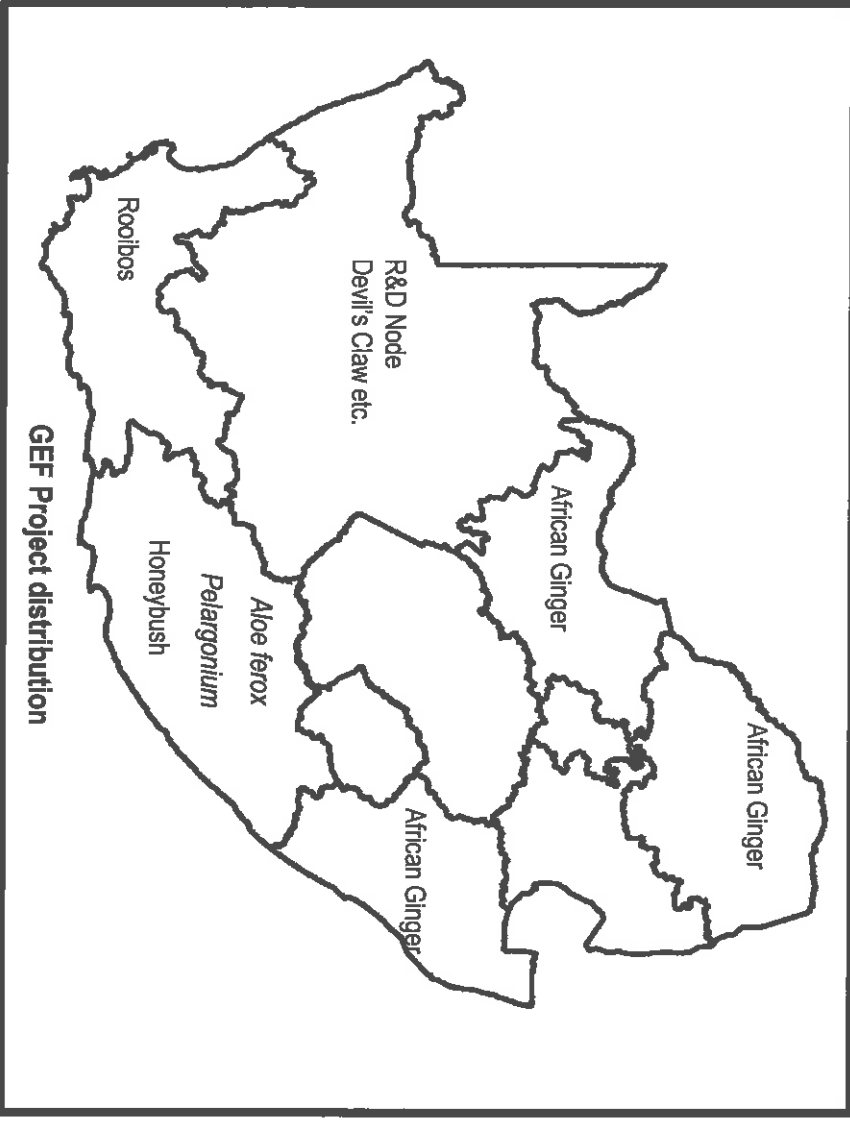 African Ginger
African Ginger
R&D Node
Devil's Claw etc.
African Ginger
Aloe ferox
Pelargonium
Rooibos
Honeybush
GEF Project distribution